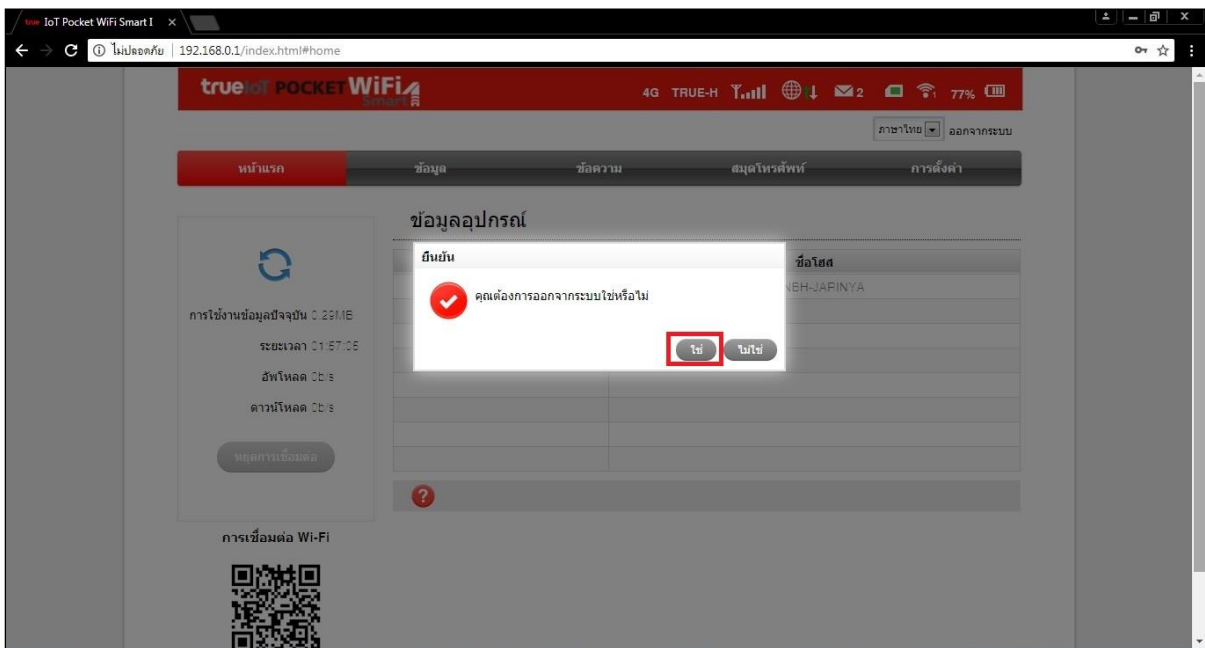 true IoT Pocket WiFi Smart I
ไม่ปลอดภัย 192.168.0.1/index.html#home
trueIoT POCKET WiFi
Smart
4G TRUE-H 2 1 77%
ภาษาไทย ออกจากระบบ
หน้าแรก ข้อมูล ข้อความ สมุดโทรศัพท์ การตั้งค่า
ข้อมูลอุปกรณ์
ยืนยัน
ชื่อโฮส
คุณต้องการออกจากระบบใช่หรือไม่
ใช่ ไม่ใช่
การใช้งานข้อมูลปัจจุบัน 0.29MB
ระยะเวลา 01:57:05
อัพโหลด 0b/s
ดาวน์โหลด 0b/s
หยุดการเชื่อมต่อ
?
การเชื่อมต่อ Wi-Fi